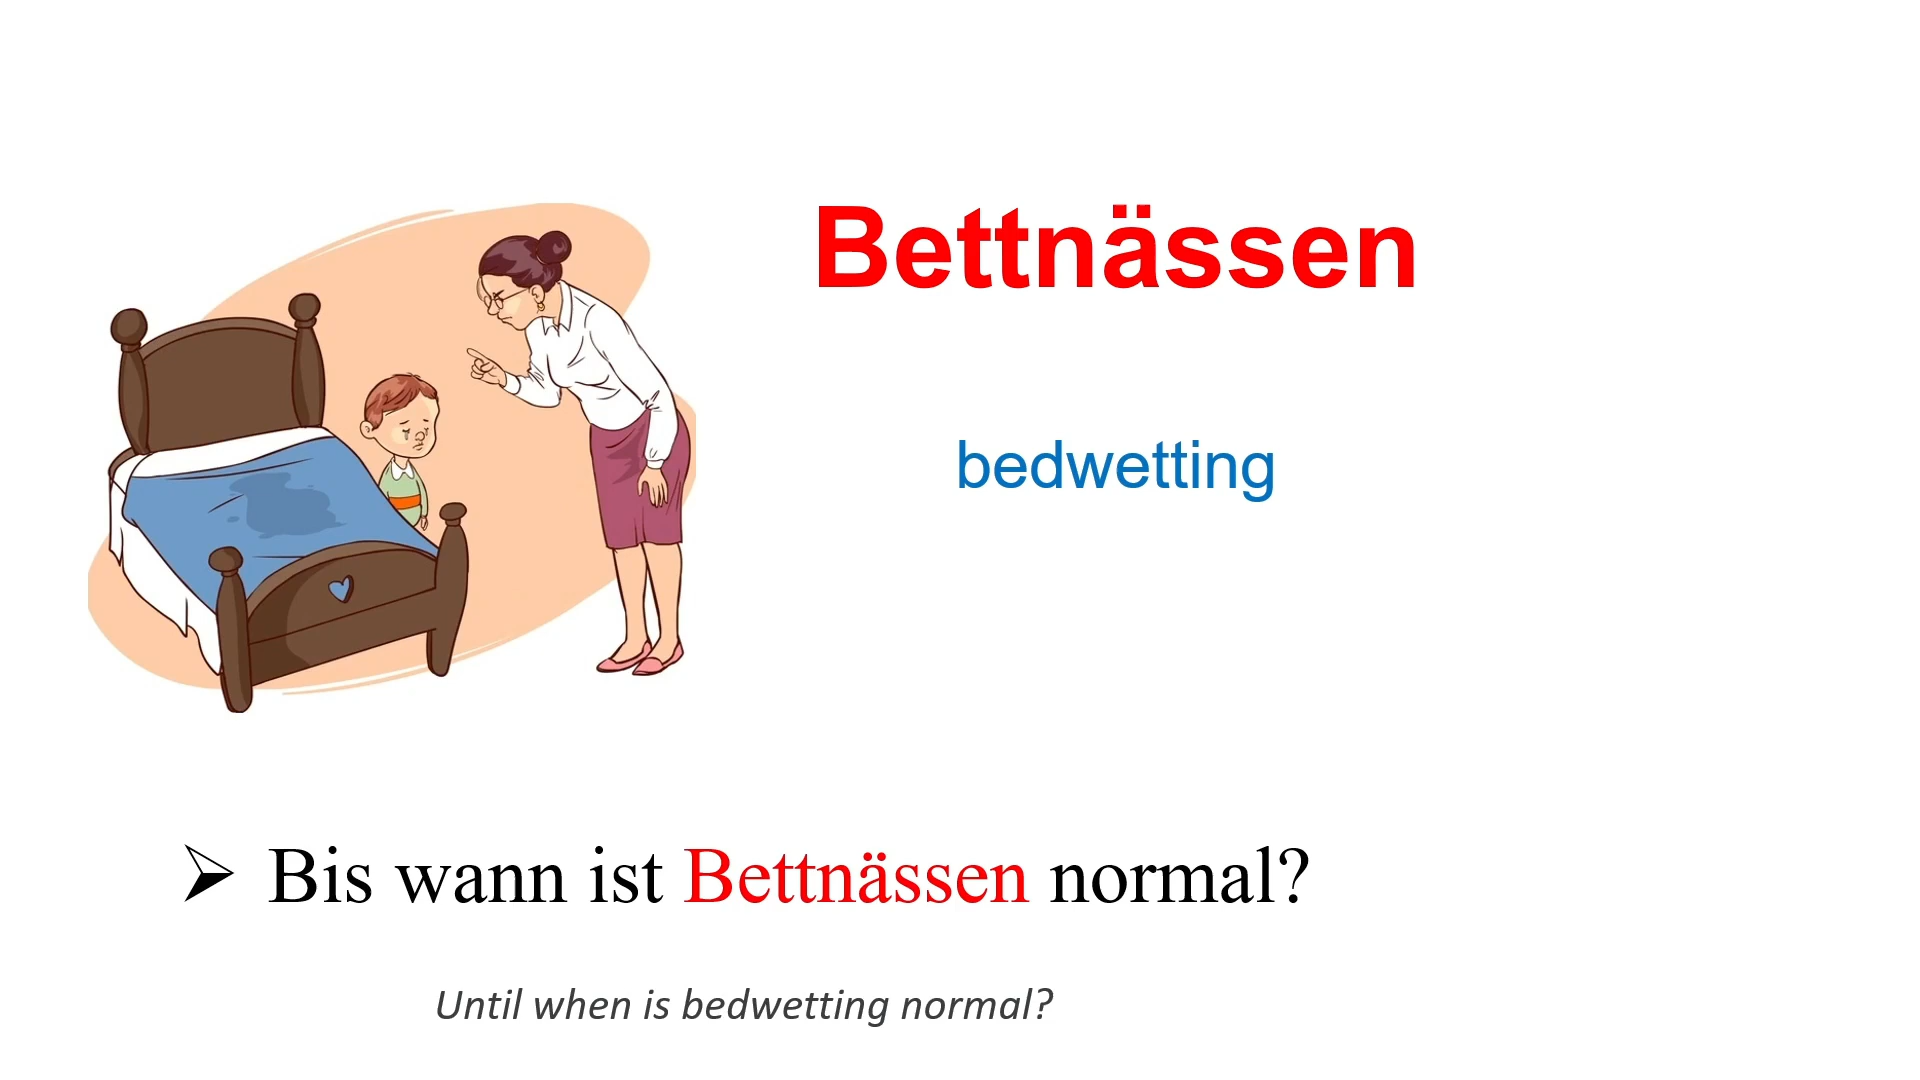 Bettnässen
bedwetting
Bis wann ist Bettnässen normal?
Until when is bedwetting normal?